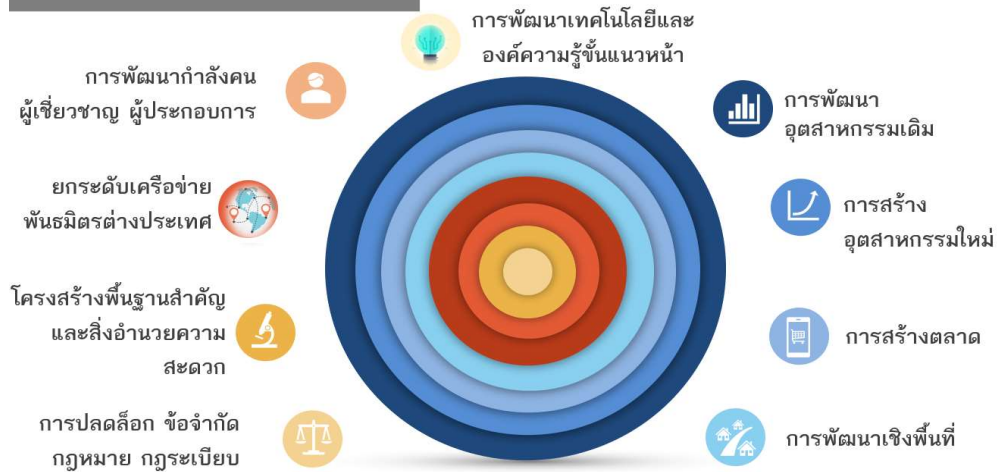 การพัฒนาเทคโนโลยีและ
องค์ความรู้ขั้นแนวหน้า
การพัฒนากำลังคน
ผู้เชี่ยวชาญ ผู้ประกอบการ
ยกระดับเครือข่าย
พันธมิตรต่างประเทศ
โครงสร้างพื้นฐานสำคัญ
และสิ่งอำนวยความ
สะดวก
การปลดล็อก ข้อจำกัด
กฎหมาย กฎระเบียบ
การพัฒนา
อุตสาหกรรมเดิม
การสร้าง
อุตสาหกรรมใหม่
การสร้างตลาด
การพัฒนาเชิงพื้นที่